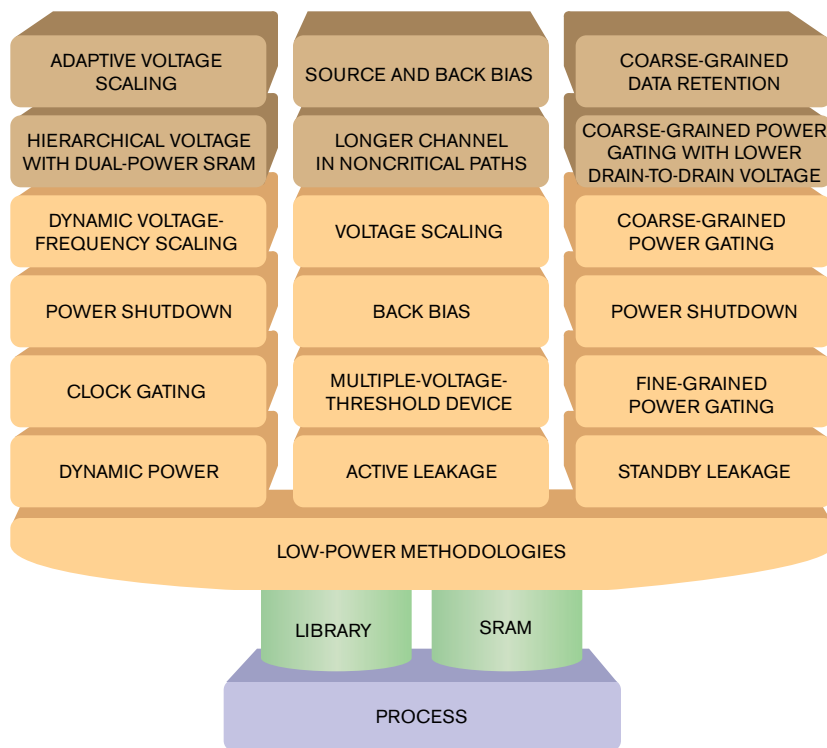 ADAPTIVE VOLTAGE
SCALING
SOURCE AND BACK BIAS
COARSE-GRAINED
DATA RETENTION
HIERARCHICAL VOLTAGE
WITH DUAL-POWER SRAM
LONGER CHANNEL
IN NONCRITICAL PATHS
COARSE-GRAINED POWER
GATING WITH LOWER
DRAIN-TO-DRAIN VOLTAGE
DYNAMIC VOLTAGE-
FREQUENCY SCALING
VOLTAGE SCALING
COARSE-GRAINED
POWER GATING
POWER SHUTDOWN
BACK BIAS
POWER SHUTDOWN
CLOCK GATING
MULTIPLE-VOLTAGE-
THRESHOLD DEVICE
FINE-GRAINED
POWER GATING
DYNAMIC POWER
ACTIVE LEAKAGE
STANDBY LEAKAGE
LOW-POWER METHODOLOGIES
LIBRARY
SRAM
PROCESS